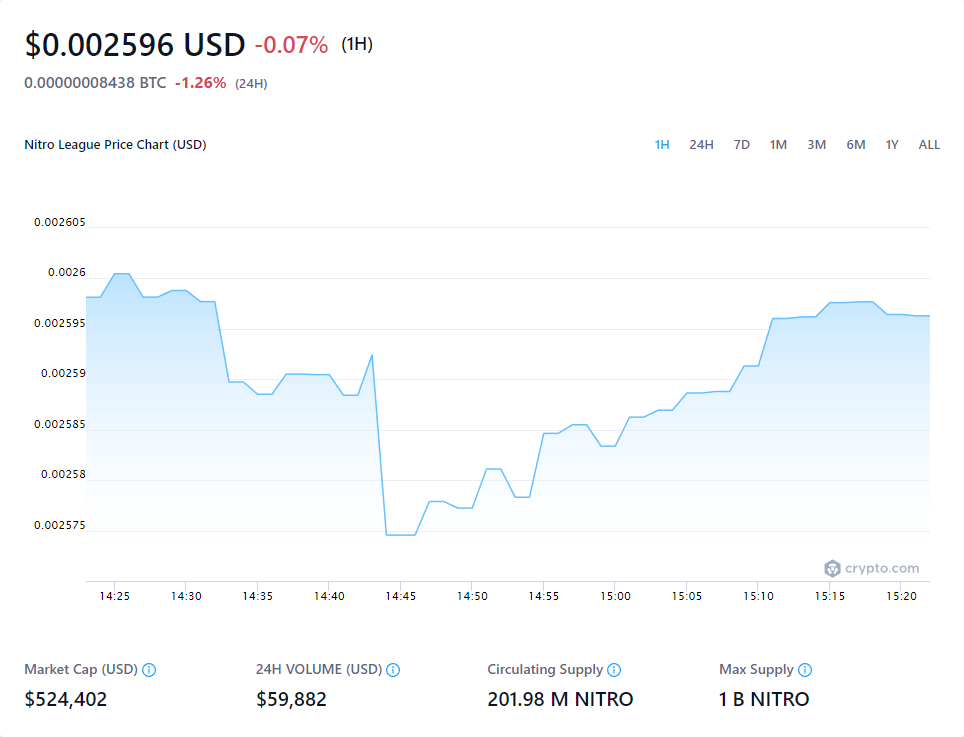 $0.002596 USD -0.07% (1H)
0.00000008438 BTC -1.26% (24H)
Nitro League Price Chart (USD)
1H 24H 7D 1M 3M 6M 1Y ALL
0.002605
0.0026
0.002595
0.00259
0.002585
0.00258
0.002575
crypto.com
14:25 14:30 14:35 14:40 14:45 14:50 14:55 15:00 15:05 15:10 15:15 15:20
Market Cap (USD) 24H VOLUME (USD) Circulating Supply Max Supply
$524,402 $59,882 201.98 M NITRO 1 B NITRO